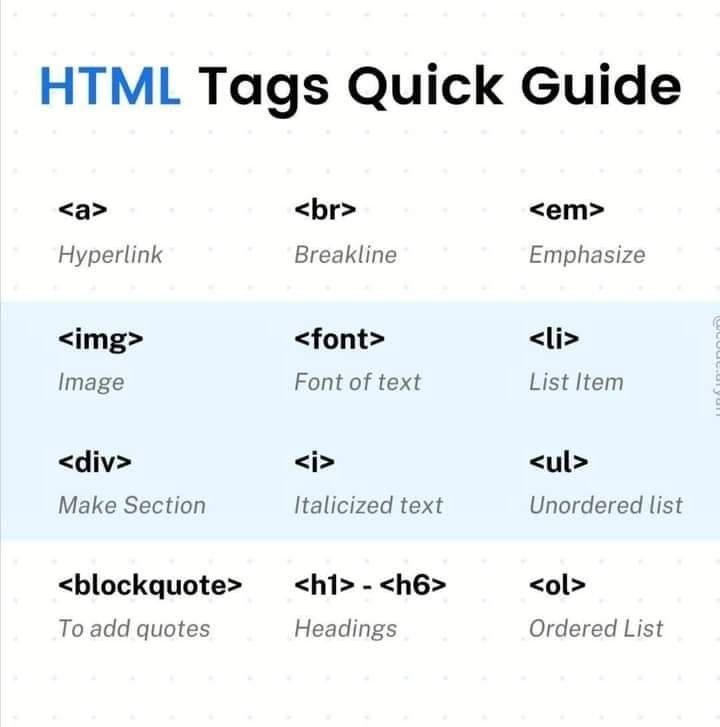 HTML Tags Quick Guide
<a> <br> <em>
Hyperlink Breakline Emphasize
<img> <font> <li>
Image Font of text List Item
<div> <i> <ul>
Make Section Italicized text Unordered list
<blockquote> <h1> - <h6> <ol>
To add quotes Headings Ordered List